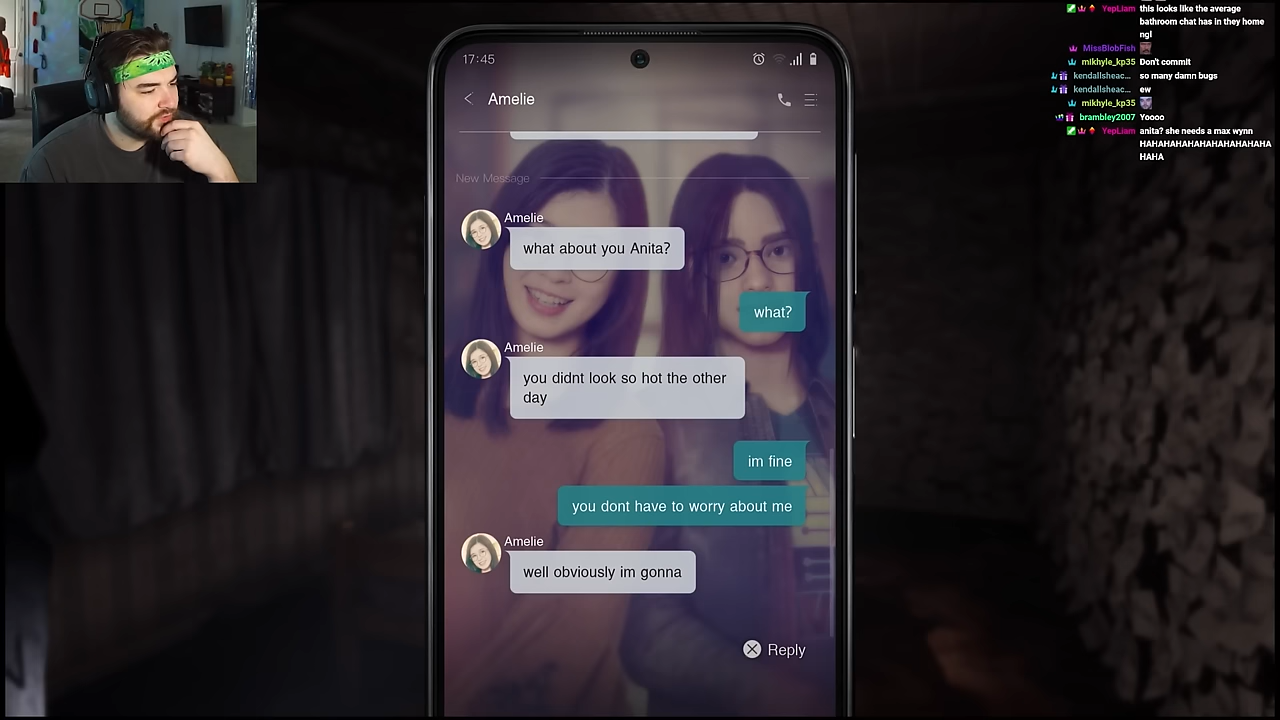 17:45
Amelie
New Message
Amelie
what about you Anita?
what?
Amelie
you didnt look so hot the other
day
im fine
you dont have to worry about me
Amelie
well obviously im gonna
Reply
YepLiam this looks like the average
bathroom chat has in they home
ngl
MissBlobFish
mikhyle_kp35 Don't commit
kendallsheac... so many damn bugs
kendallsheac... ew
mikhyle_kp35
brambley2007 Yoooo
YepLiam anita? she needs a max wynn
HAHAHAHAHAHAHAHAHAHAHA
HAHA